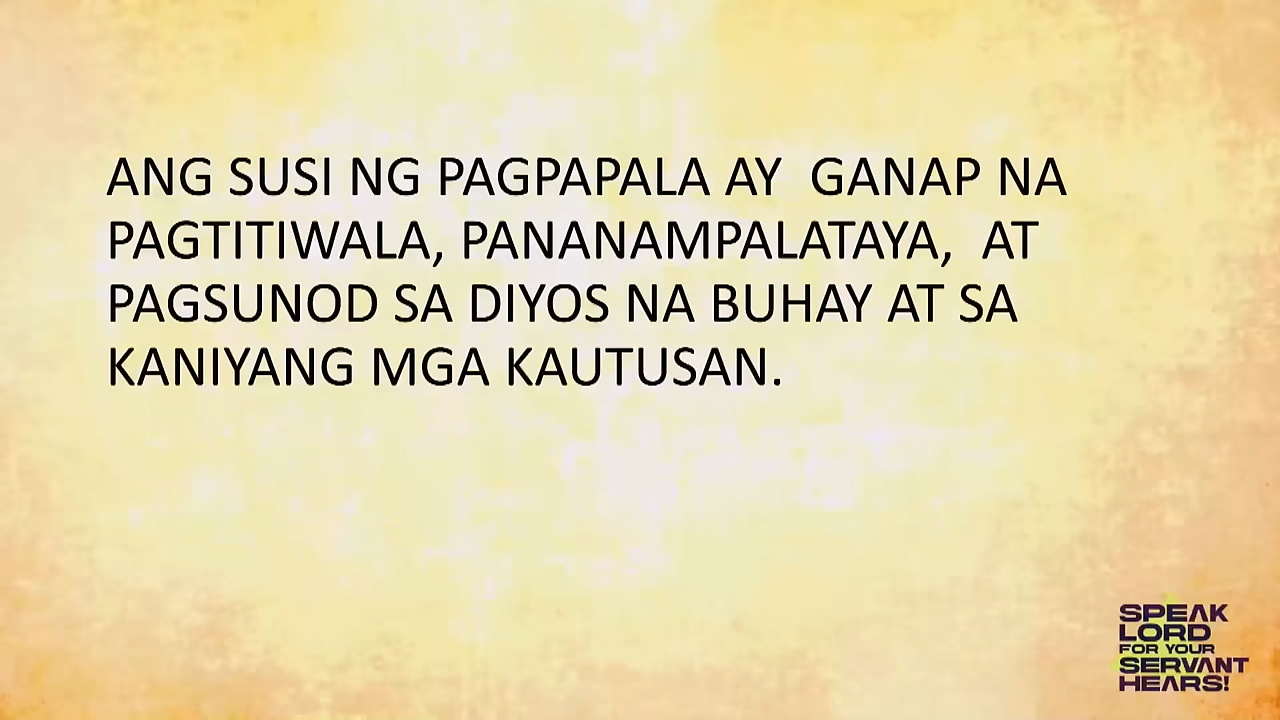 ANG SUSI NG PAGPAPALA AY  GANAP NA
PAGTITIWALA, PANANAMPALATAYA,  AT
PAGSUNOD SA DIYOS NA BUHAY AT SA
KANIYANG MGA KAUTUSAN.
SPEAK
LORD
FOR YOUR
SERVANT
HEARS!